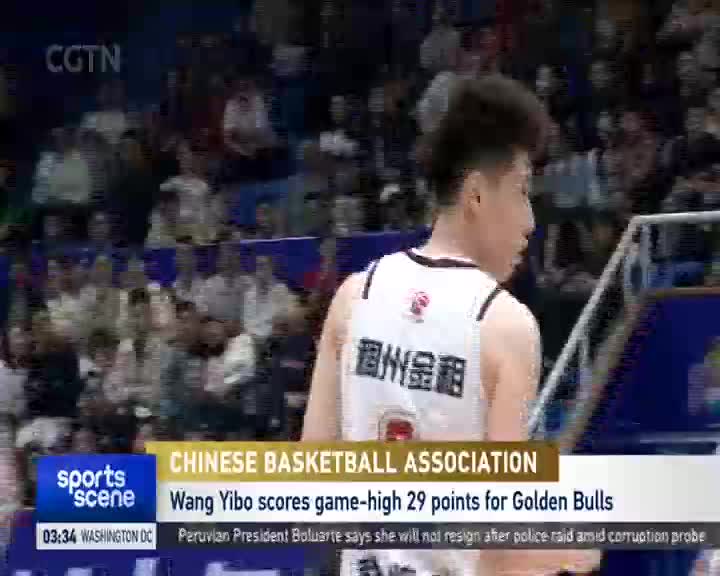 CGTN
稠州金租
CHINESE BASKETBALL ASSOCIATION
sports scene
Wang Yibo scores game-high 29 points for Golden Bulls
03:34 WASHINGTON DC
Peruvian President Boluarte says she will not resign after police raid amid corruption probe